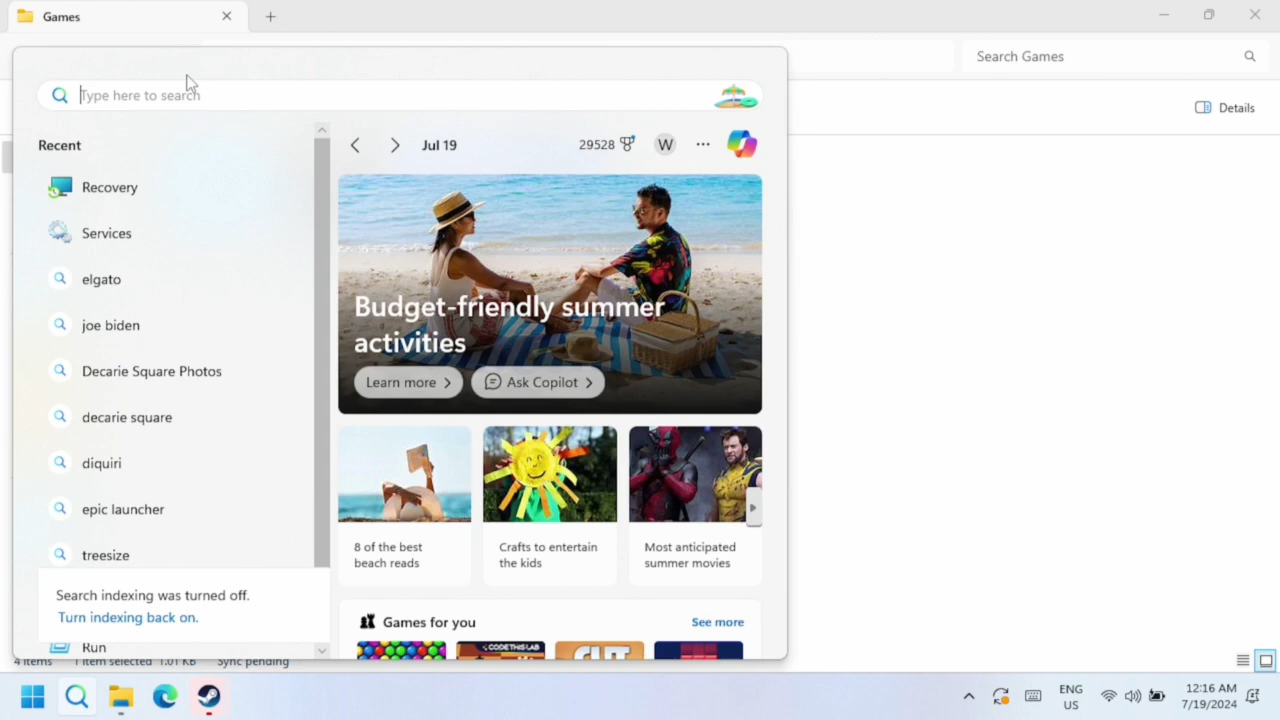 Games
Search Games
Details
Type here to search
Recent
Recovery
Services
elgato
joe biden
Decarie Square Photos
decarie square
diquiri
epic launcher
treesize
Search indexing was turned off.
Turn indexing back on.
Run
Jul 19
29528
W
Budget-friendly summer
activities
Learn more
Ask Copilot
8 of the best
beach reads
Crafts to entertain
the kids
Most anticipated
summer movies
Games for you
See more
CODE THIS LAB
4 items
1 item selected 1.01 KB
Sync pending
ENG
US
12:16 AM
7/19/2024